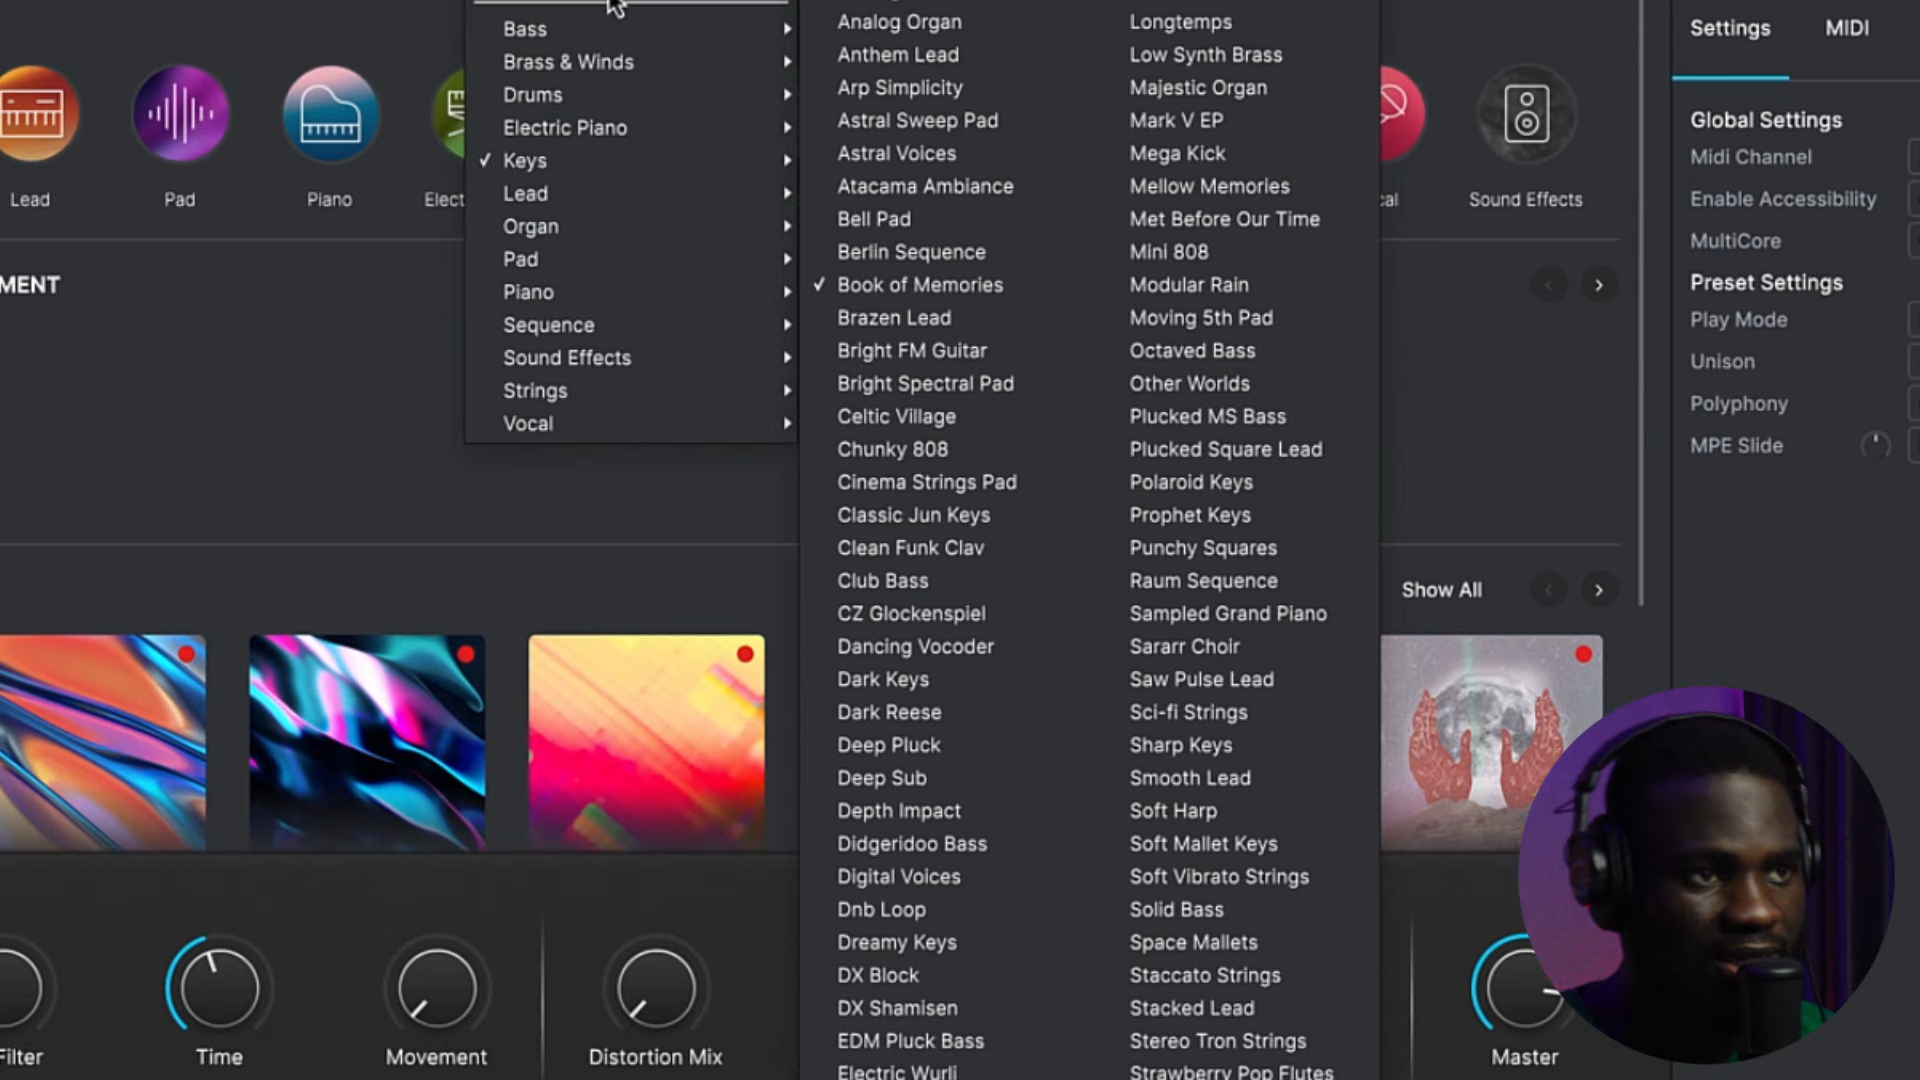 Lead
Pad
Piano
Elect
cal
Sound Effects
MENT
Bass
Brass & Winds
Drums
Electric Piano
✓ Keys
Lead
Organ
Pad
Piano
Sequence
Sound Effects
Strings
Vocal
Analog Organ
Anthem Lead
Arp Simplicity
Astral Sweep Pad
Astral Voices
Atacama Ambiance
Bell Pad
Berlin Sequence
✓ Book of Memories
Brazen Lead
Bright FM Guitar
Bright Spectral Pad
Celtic Village
Chunky 808
Cinema Strings Pad
Classic Jun Keys
Clean Funk Clav
Club Bass
CZ Glockenspiel
Dancing Vocoder
Dark Keys
Dark Reese
Deep Pluck
Deep Sub
Depth Impact
Didgeridoo Bass
Digital Voices
Dnb Loop
Dreamy Keys
DX Block
DX Shamisen
EDM Pluck Bass
Electric Wurli
Longtemps
Low Synth Brass
Majestic Organ
Mark V EP
Mega Kick
Mellow Memories
Met Before Our Time
Mini 808
Modular Rain
Moving 5th Pad
Octaved Bass
Other Worlds
Plucked MS Bass
Plucked Square Lead
Polaroid Keys
Prophet Keys
Punchy Squares
Raum Sequence
Sampled Grand Piano
Sararr Choir
Saw Pulse Lead
Sci-fi Strings
Sharp Keys
Smooth Lead
Soft Harp
Soft Mallet Keys
Soft Vibrato Strings
Solid Bass
Space Mallets
Staccato Strings
Stacked Lead
Stereo Tron Strings
Strawberry Pop Flutes
Show All
Settings
MIDI
Global Settings
Midi Channel
Enable Accessibility
MultiCore
Preset Settings
Play Mode
Unison
Polyphony
MPE Slide
Filter
Time
Movement
Distortion Mix
Master